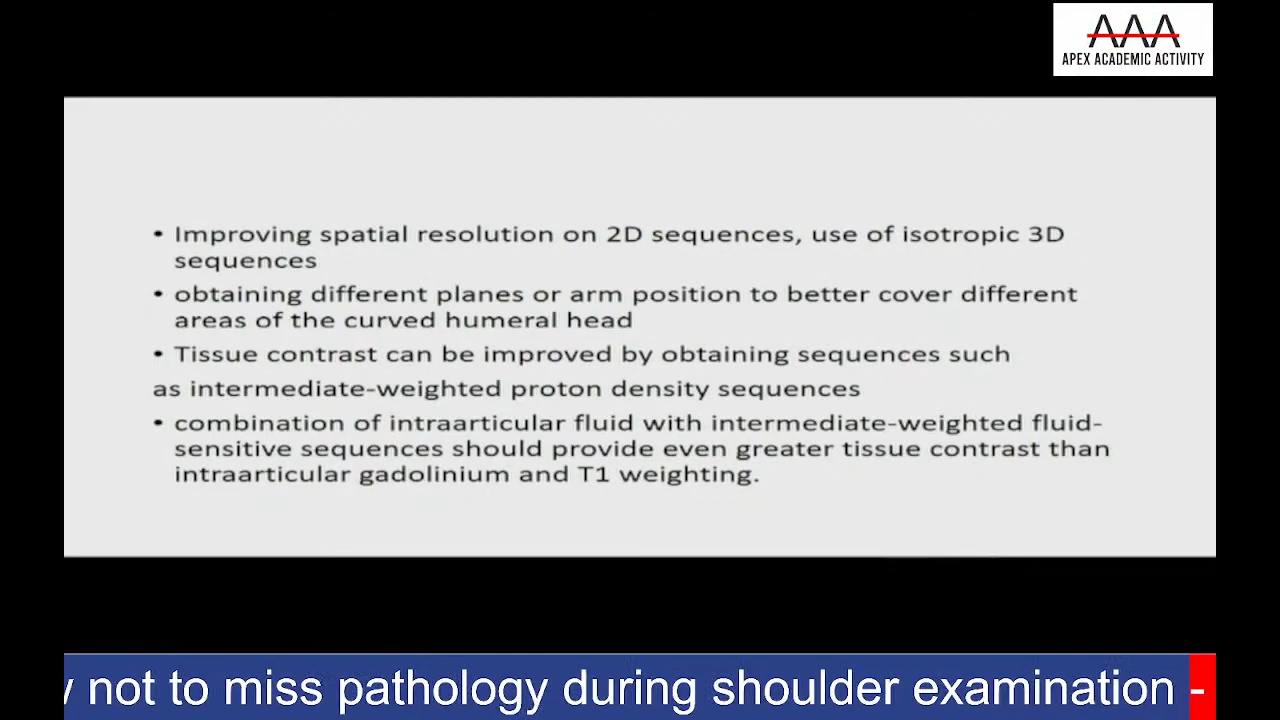 AAA
APEX ACADEMIC ACTIVITY
• Improving spatial resolution on 2D sequences, use of isotropic 3D
sequences
• obtaining different planes or arm position to better cover different
areas of the curved humeral head
• Tissue contrast can be improved by obtaining sequences such
as intermediate-weighted proton density sequences
• combination of intraarticular fluid with intermediate-weighted fluid-
sensitive sequences should provide even greater tissue contrast than
intraarticular gadolinium and T1 weighting.
not to miss pathology during shoulder examination -